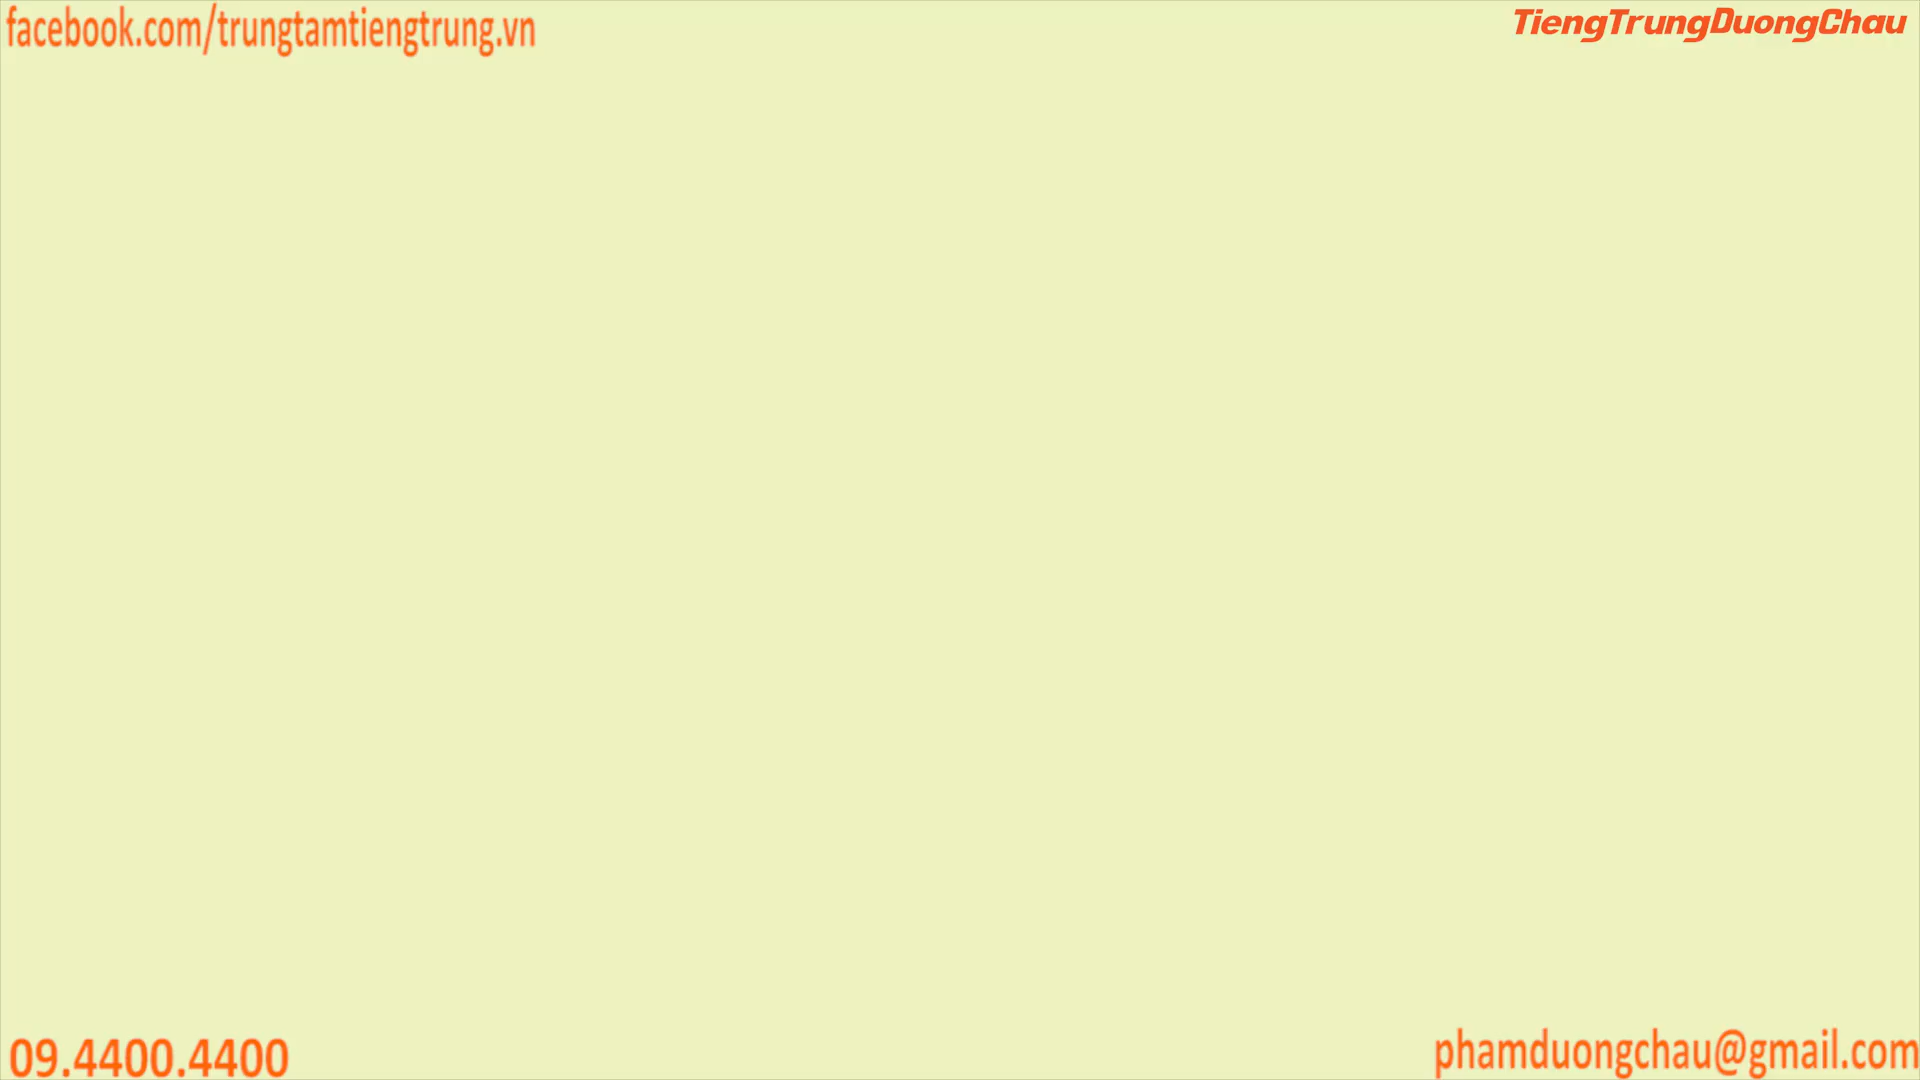 facebook.com/trungtamtiengtrung.vn
TiengTrungDuongChau
09.4400.4400
phamduongchau@gmail.com